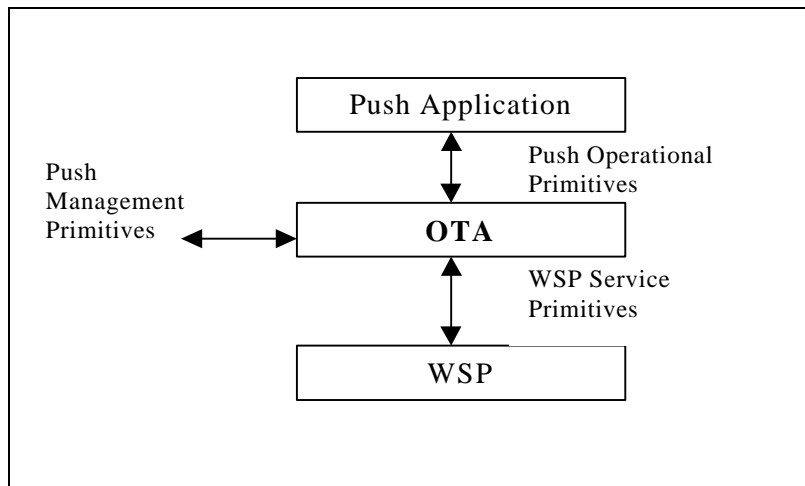 Push Application
Push Operational
Primitives
Push
Management
Primitives
OTA
WSP Service
Primitives
WSP